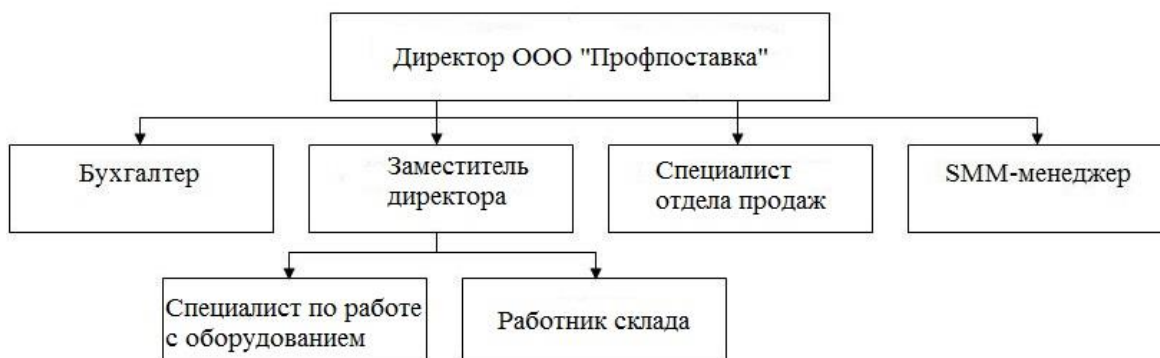 Директор ООО "Профпоставка"
Бухгалтер
Заместитель
директора
Специалист
отдела продаж
SMM-менеджер
Специалист по работе
с оборудованием
Работник склада